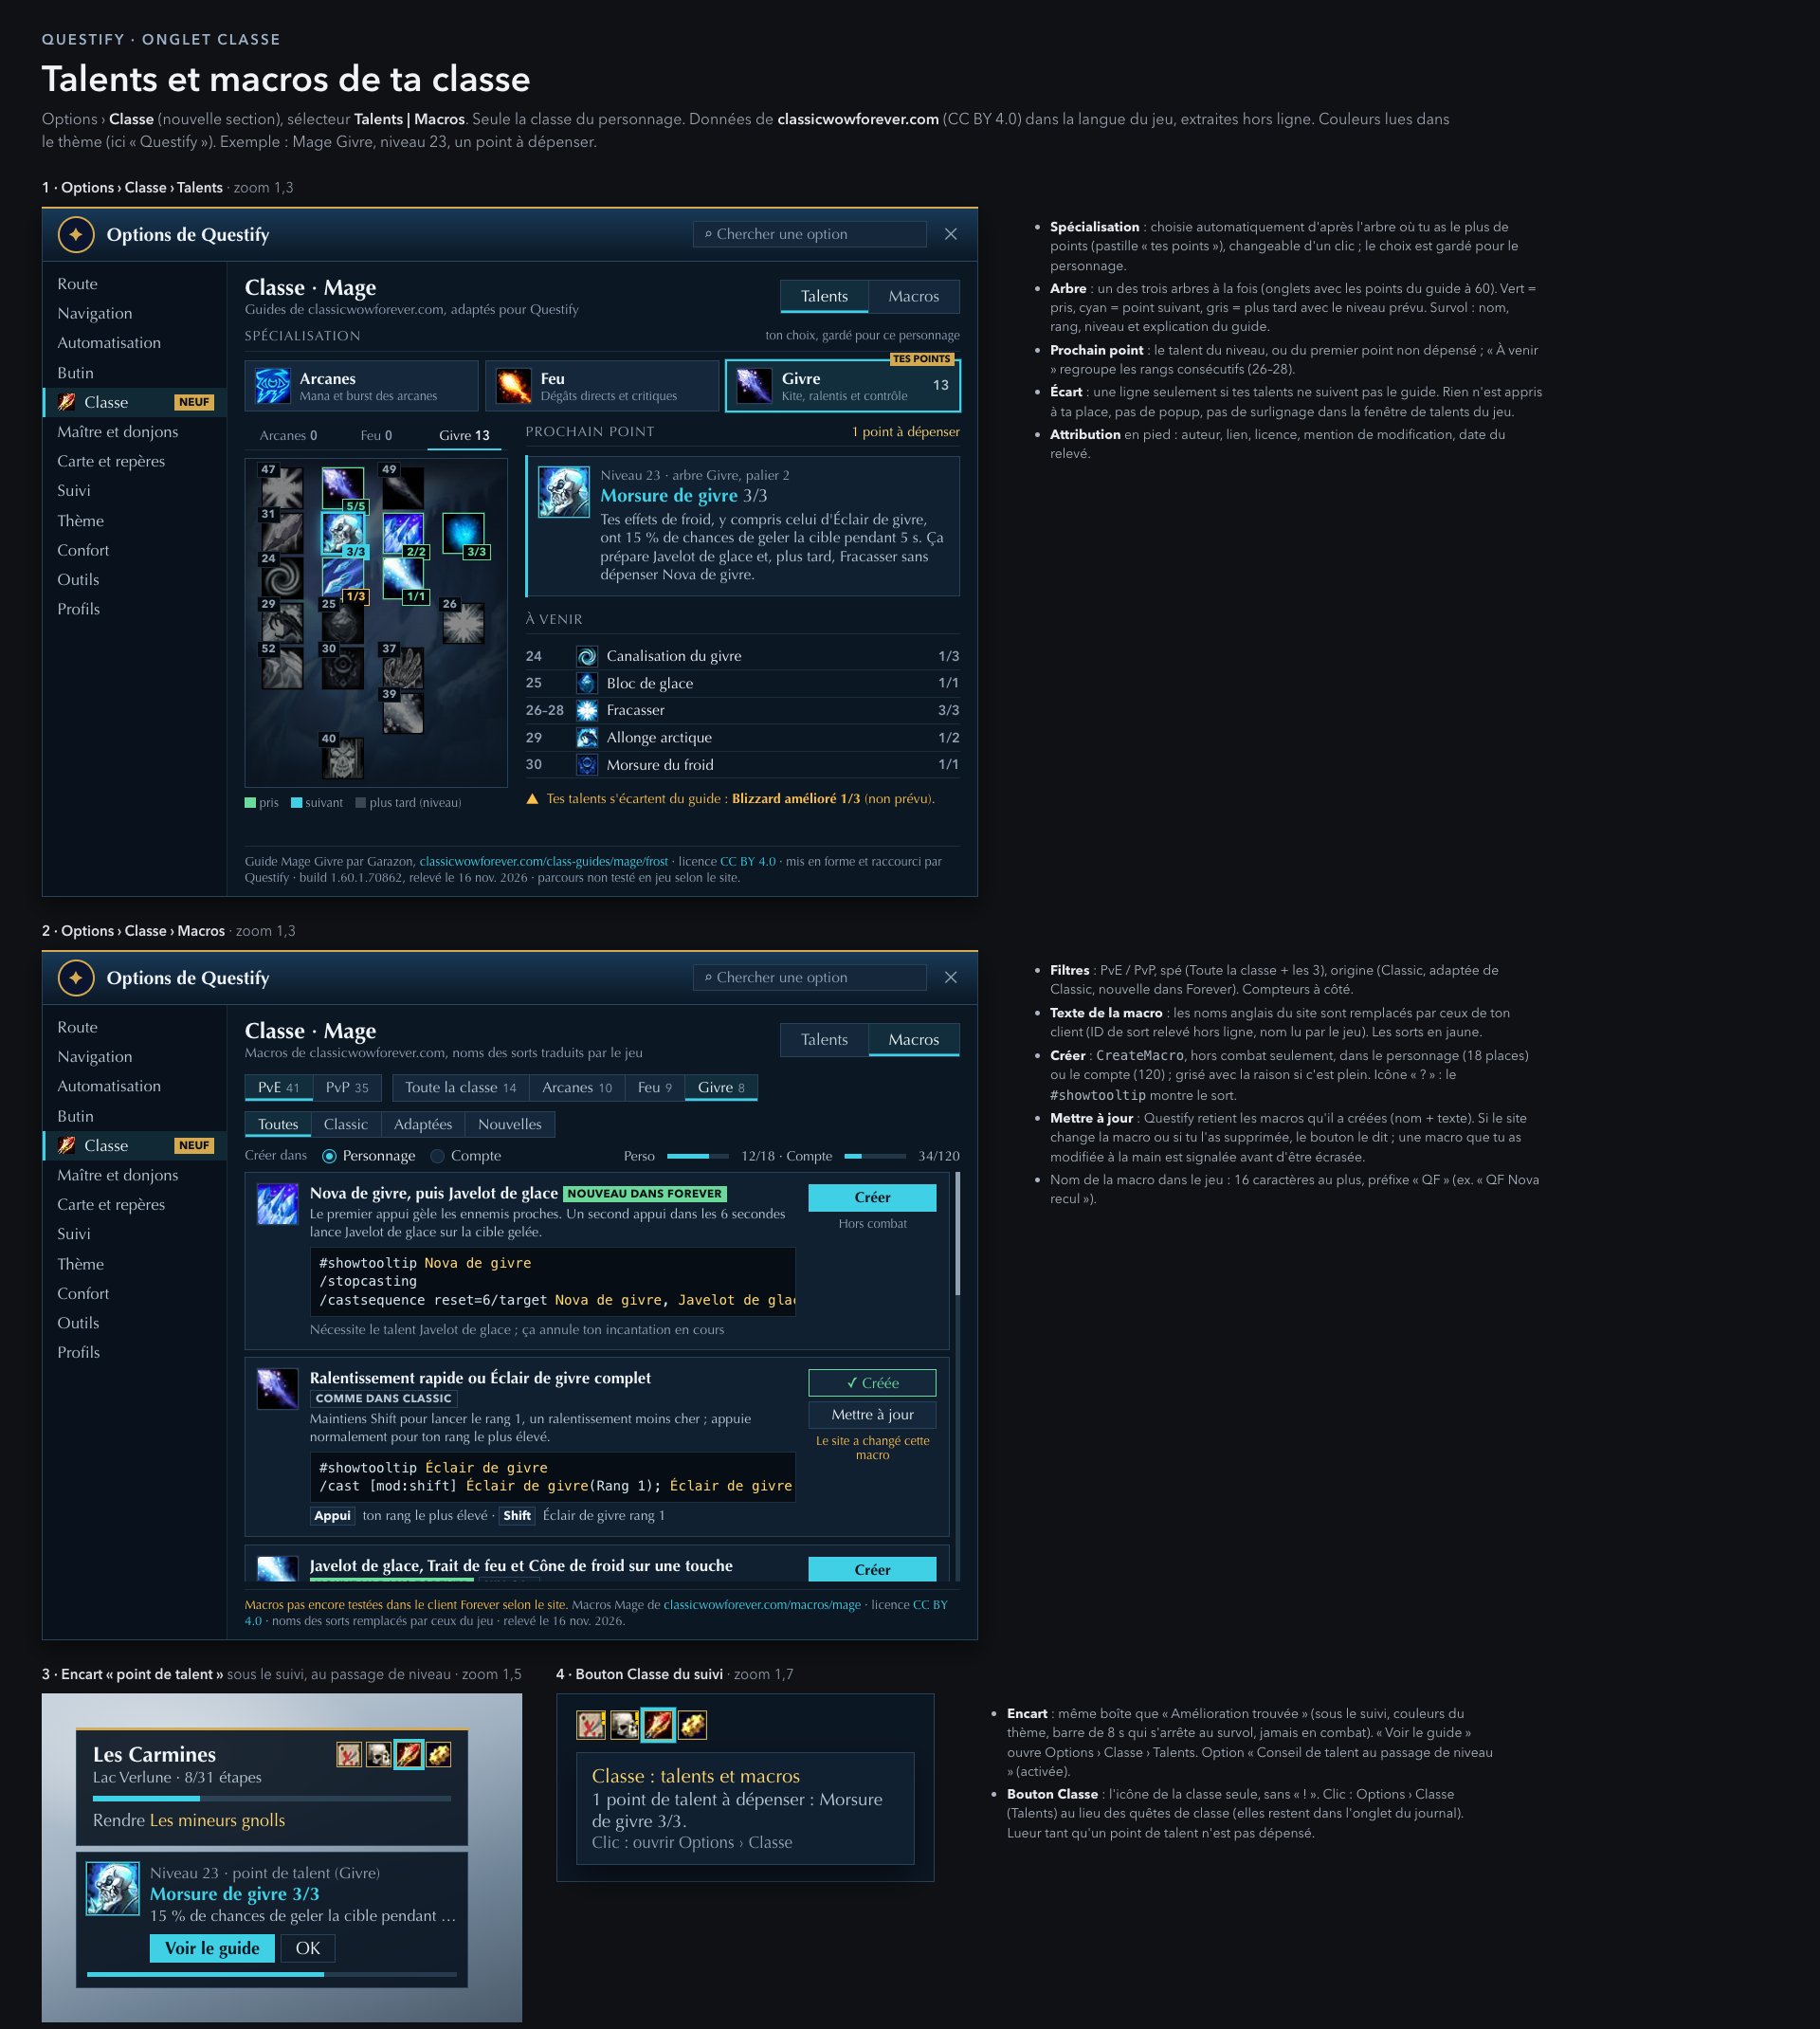 QUESTIFY · ONGLET CLASSE
Talents et macros de ta classe
Options › Classe (nouvelle section), sélecteur Talents | Macros. Seule la classe du personnage. Données de classicwowforever.com (CC BY 4.0) dans la langue du jeu, extraites hors ligne. Couleurs lues dans
le thème (ici « Questify »). Exemple : Mage Givre, niveau 23, un point à dépenser.
1 · Options › Classe › Talents · zoom 1,3
Options de Questify
Chercher une option
Route
Navigation
Automatisation
Butin
Classe NEUF
Maître et donjons
Carte et repères
Suivi
Thème
Confort
Outils
Profils
Classe · Mage
Guides de classicwowforever.com, adaptés pour Questify
Talents Macros
SPÉCIALISATION
ton choix, gardé pour ce personnage
Arcanes
Mana et burst des arcanes
Feu
Dégâts directs et critiques
TES POINTS
Givre
Kite, ralentis et contrôle
13
Arcanes 0 Feu 0 Givre 13
47 5/5 49
31 3/3 2/2 3/3
24 1/3 1/1
29 25 26
52 30 37
39
40
pris suivant plus tard (niveau)
PROCHAIN POINT
1 point à dépenser
Niveau 23 · arbre Givre, palier 2
Morsure de givre 3/3
Tes effets de froid, y compris celui d'Éclair de givre,
ont 15 % de chances de geler la cible pendant 5 s. Ça
prépare Javelot de glace et, plus tard, Fracasser sans
dépenser Nova de givre.
À VENIR
24 Canalisation du givre 1/3
25 Bloc de glace 1/1
26–28 Fracasser 3/3
29 Allonge arctique 1/2
30 Morsure du froid 1/1
▲ Tes talents s'écartent du guide : Blizzard amélioré 1/3 (non prévu).
Guide Mage Givre par Garazon, classicwowforever.com/class-guides/mage/frost · licence CC BY 4.0 · mis en forme et raccourci par
Questify · build 1.60.1.70862, relevé le 16 nov. 2026 · parcours non testé en jeu selon le site.
• Spécialisation : choisie automatiquement d'après l'arbre où tu as le plus de
points (pastille « tes points »), changeable d'un clic ; le choix est gardé pour le
personnage.
• Arbre : un des trois arbres à la fois (onglets avec les points du guide à 60). Vert =
pris, cyan = point suivant, gris = plus tard avec le niveau prévu. Survol : nom,
rang, niveau et explication du guide.
• Prochain point : le talent du niveau, ou du premier point non dépensé ; « À venir
» regroupe les rangs consécutifs (26–28).
• Écart : une ligne seulement si tes talents ne suivent pas le guide. Rien n'est appris
à ta place, pas de popup, pas de surlignage dans la fenêtre de talents du jeu.
• Attribution en pied : auteur, lien, licence, mention de modification, date du
relevé.
2 · Options › Classe › Macros · zoom 1,3
Options de Questify
Chercher une option
Route
Navigation
Automatisation
Butin
Classe NEUF
Maître et donjons
Carte et repères
Suivi
Thème
Confort
Outils
Profils
Classe · Mage
Macros de classicwowforever.com, noms des sorts traduits par le jeu
Talents Macros
PvE 41 PvP 35 Toute la classe 14 Arcanes 10 Feu 9 Givre 8
Toutes Classic Adaptées Nouvelles
Créer dans Personnage Compte
Perso 12/18 · Compte 34/120
Nova de givre, puis Javelot de glace NOUVEAU DANS FOREVER
Le premier appui gèle les ennemis proches. Un second appui dans les 6 secondes
lance Javelot de glace sur la cible gelée.
#showtooltip Nova de givre
/stopcasting
/castsequence reset=6/target Nova de givre, Javelot de glac
Nécessite le talent Javelot de glace ; ça annule ton incantation en cours
Créer
Hors combat
Ralentissement rapide ou Éclair de givre complet
COMME DANS CLASSIC
Maintiens Shift pour lancer le rang 1, un ralentissement moins cher ; appuie
normalement pour ton rang le plus élevé.
#showtooltip Éclair de givre
/cast [mod:shift] Éclair de givre(Rang 1); Éclair de givre
Appui ton rang le plus élevé · Shift Éclair de givre rang 1
✓ Créée
Mettre à jour
Le site a changé cette
macro
Javelot de glace, Trait de feu et Cône de froid sur une touche
Créer
Macros pas encore testées dans le client Forever selon le site. Macros Mage de classicwowforever.com/macros/mage · licence CC BY
4.0 · noms des sorts remplacés par ceux du jeu · relevé le 16 nov. 2026.
• Filtres : PvE / PvP, spé (Toute la classe + les 3), origine (Classic, adaptée de
Classic, nouvelle dans Forever). Compteurs à côté.
• Texte de la macro : les noms anglais du site sont remplacés par ceux de ton
client (ID de sort relevé hors ligne, nom lu par le jeu). Les sorts en jaune.
• Créer : CreateMacro, hors combat seulement, dans le personnage (18 places)
ou le compte (120) ; grisé avec la raison si c'est plein. Icône « ? » : le
#showtooltip montre le sort.
• Mettre à jour : Questify retient les macros qu'il a créées (nom + texte). Si le site
change la macro ou si tu l'as supprimée, le bouton le dit ; une macro que tu as
modifiée à la main est signalée avant d'être écrasée.
• Nom de la macro dans le jeu : 16 caractères au plus, préfixe « QF » (ex. « QF Nova
recul »).
3 · Encart « point de talent » sous le suivi, au passage de niveau · zoom 1,5
Les Carmines
Lac Verlune · 8/31 étapes
Rendre Les mineurs gnolls
Niveau 23 · point de talent (Givre)
Morsure de givre 3/3
15 % de chances de geler la cible pendant …
Voir le guide OK
4 · Bouton Classe du suivi · zoom 1,7
Classe : talents et macros
1 point de talent à dépenser : Morsure
de givre 3/3.
Clic : ouvrir Options › Classe
• Encart : même boîte que « Amélioration trouvée » (sous le suivi, couleurs du
thème, barre de 8 s qui s'arrête au survol, jamais en combat). « Voir le guide »
ouvre Options › Classe › Talents. Option « Conseil de talent au passage de niveau
» (activée).
• Bouton Classe : l'icône de la classe seule, sans « ! ». Clic : Options › Classe
(Talents) au lieu des quêtes de classe (elles restent dans l'onglet du journal).
Lueur tant qu'un point de talent n'est pas dépensé.